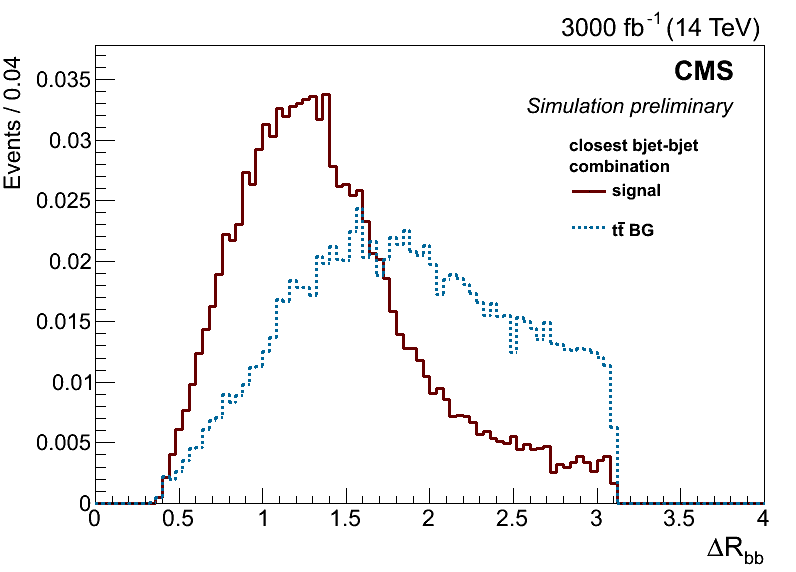 3000 fb-1 (14 TeV)
Events / 0.04
CMS
Simulation preliminary
closest bjet-bjet
combination
signal
tt̄ BG
0.035
0.03
0.025
0.02
0.015
0.01
0.005
0
0 0.5 1 1.5 2 2.5 3 3.5 4
ΔRbb